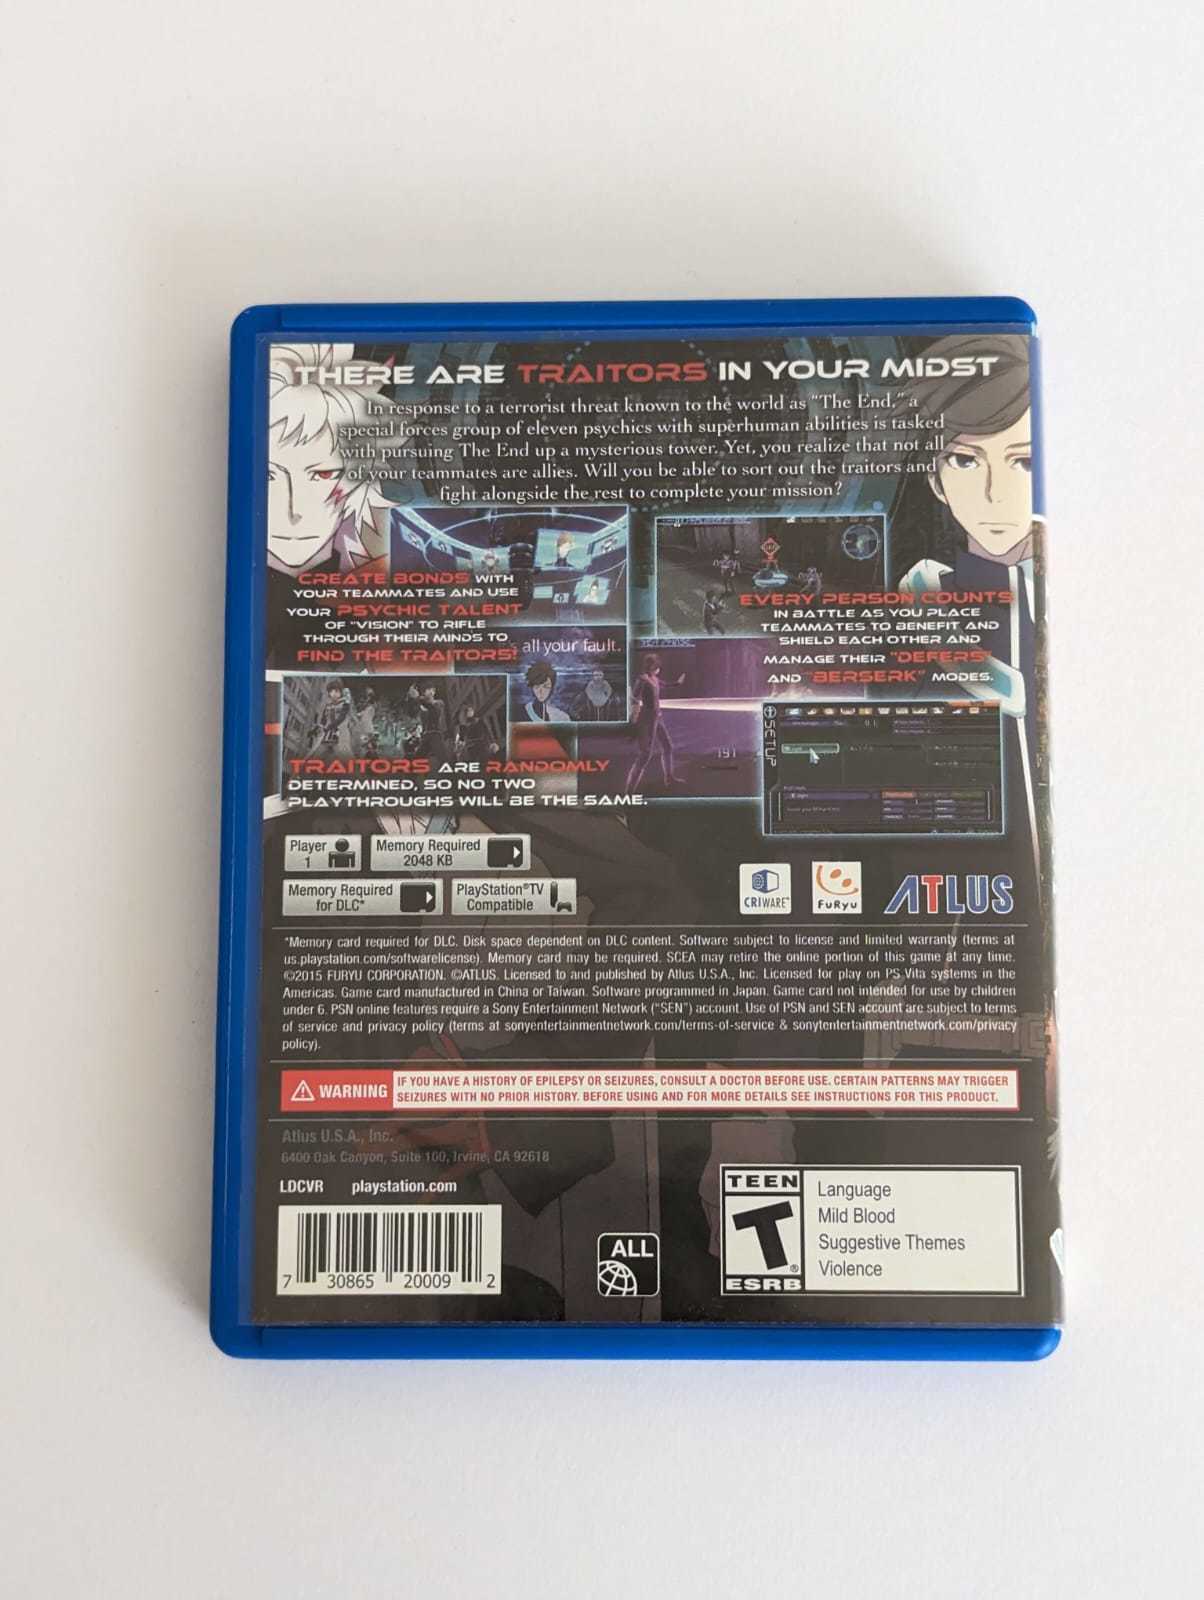 THERE ARE TRAITORS IN YOUR MIDST
In response to a terrorist threat known to the world as "The End," a
special forces group of eleven psychics with superhuman abilities is tasked
with pursuing The End up a mysterious tower. Yet, you realize that not all
of your teammates are allies. Will you be able to sort out the traitors and
fight alongside the rest to complete your mission?
CREATE BONDS WITH
YOUR TEAMMATES AND USE
YOUR PSYCHIC TALENT
OF "VISION" TO RIFLE
THROUGH THEIR MINDS TO
FIND THE TRAITORS!
all your fault.
EVERY PERSON COUNTS
IN BATTLE AS YOU PLACE
TEAMMATES TO BENEFIT AND
SHIELD EACH OTHER AND
MANAGE THEIR "DEFERS"
AND "BERSERK" MODES.
191
SETUP
TRAITORS ARE RANDOMLY
DETERMINED, SO NO TWO
PLAYTHROUGHS WILL BE THE SAME.
Player
1
Memory Required
2048 KB
Memory Required
for DLC*
PlayStation®TV
Compatible
CRIWARE™
FuRyu
ATLUS
*Memory card required for DLC. Disk space dependent on DLC content. Software subject to license and limited warranty (terms at
us.playstation.com/softwarelicense). Memory card may be required. SCEA may retire the online portion of this game at any time.
©2015 FURYU CORPORATION. ©ATLUS. Licensed to and published by Atlus U.S.A., Inc. Licensed for play on PS Vita systems in the
Americas. Game card manufactured in China or Taiwan. Software programmed in Japan. Game card not intended for use by children
under 6. PSN online features require a Sony Entertainment Network ("SEN") account. Use of PSN and SEN account are subject to terms
of service and privacy policy (terms at sonyentertainmentnetwork.com/terms-of-service & sonytentertainmentnetwork.com/privacy
policy).
WARNING
IF YOU HAVE A HISTORY OF EPILEPSY OR SEIZURES, CONSULT A DOCTOR BEFORE USE. CERTAIN PATTERNS MAY TRIGGER
SEIZURES WITH NO PRIOR HISTORY. BEFORE USING AND FOR MORE DETAILS SEE INSTRUCTIONS FOR THIS PRODUCT.
Atlus U.S.A., Inc.
6400 Oak Canyon, Suite 100, Irvine, CA 92618
LDCVR playstation.com
7 30865 20009 2
ALL
TEEN
T
®
ESRB
Language
Mild Blood
Suggestive Themes
Violence